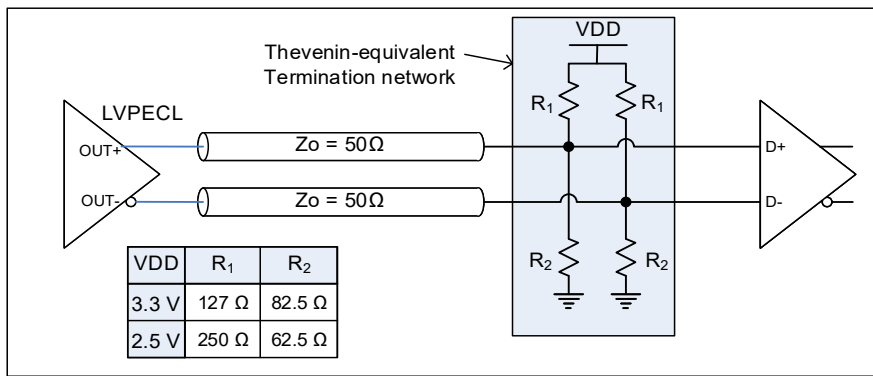 VDD
Thevenin-equivalent
Termination network
R1 R1
LVPECL
OUT+ Zo = 50Ω D+
OUT- Zo = 50Ω D-
R2 R2
VDD R1 R2
3.3 V 127 Ω 82.5 Ω
2.5 V 250 Ω 62.5 Ω